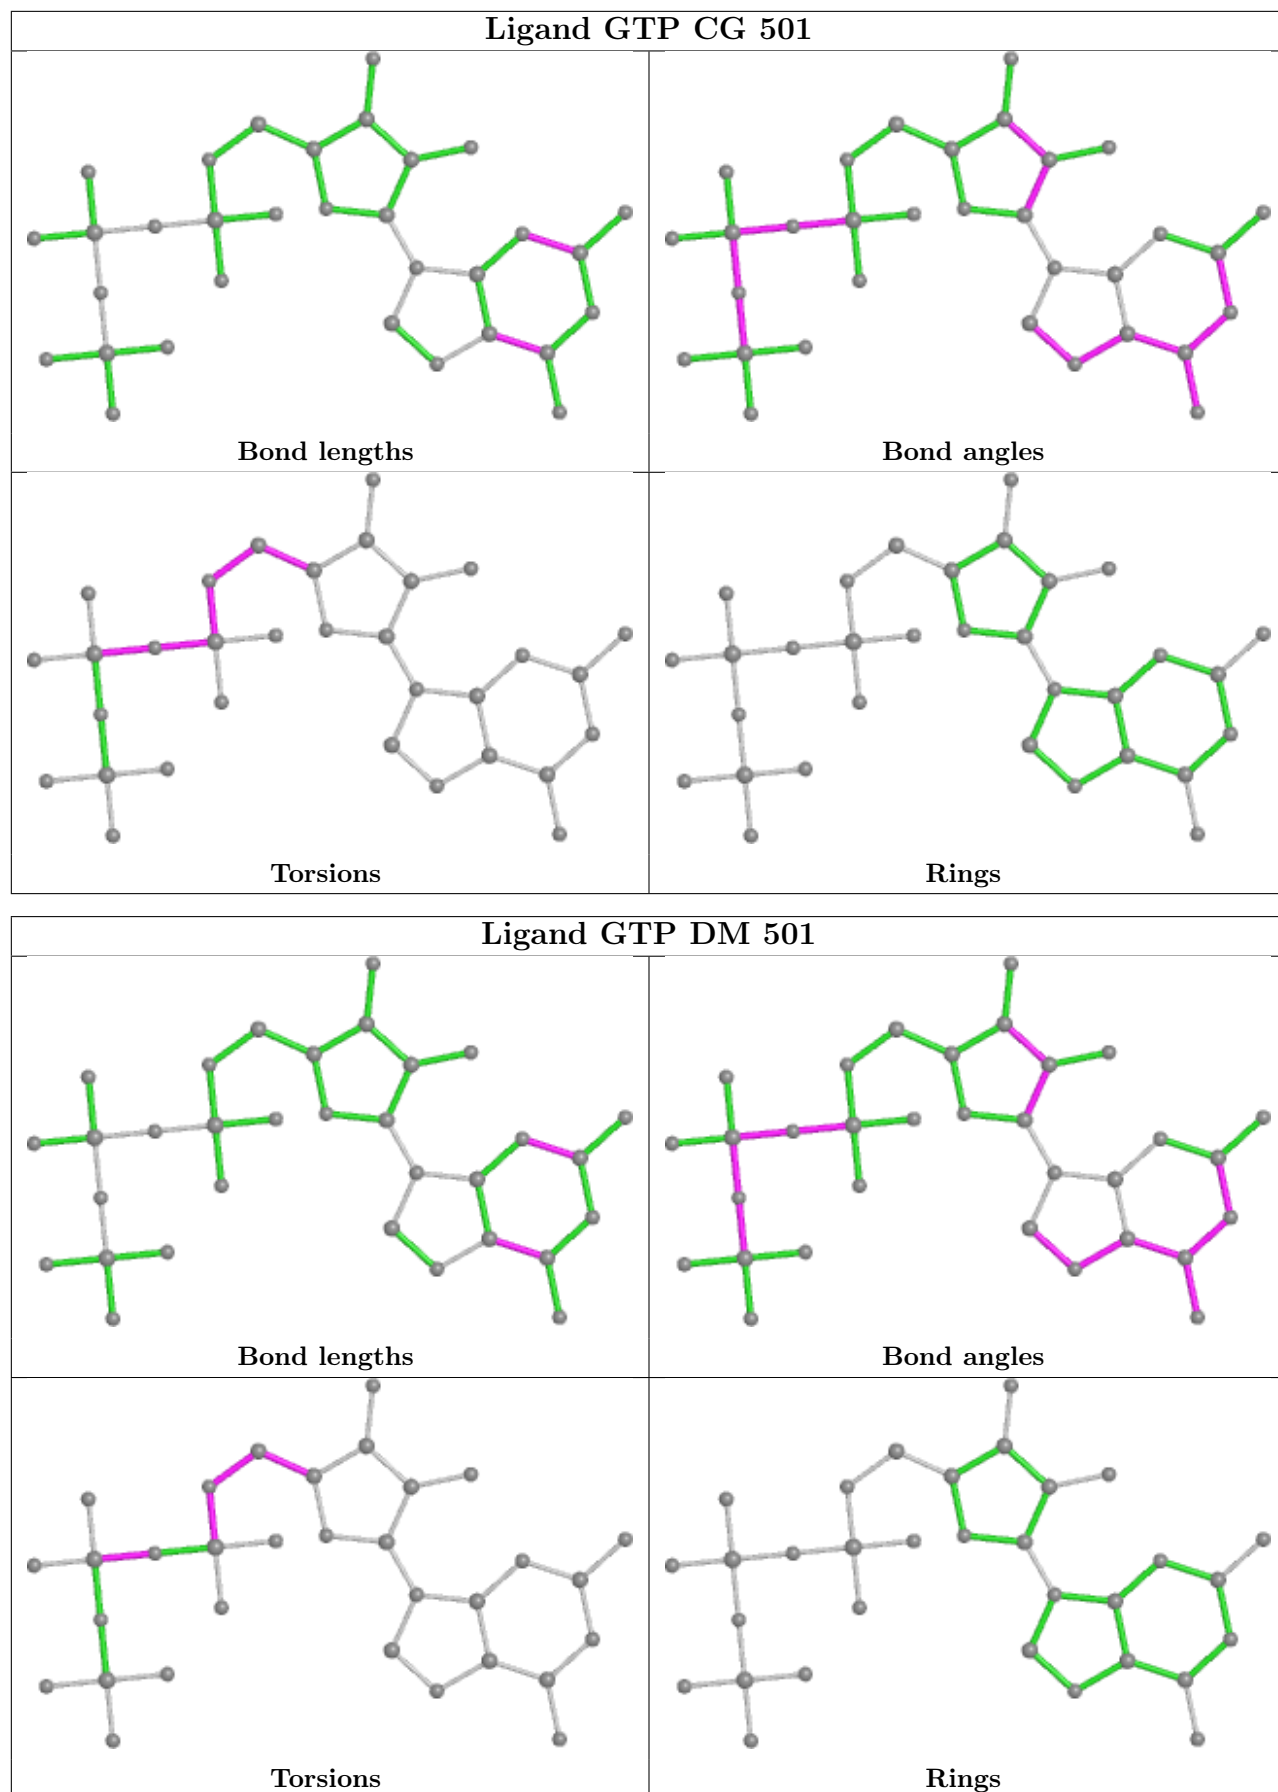 Ligand GTP CG 501
Bond lengths
Bond angles
Torsions
Rings
Ligand GTP DM 501
Bond lengths
Bond angles
Torsions
Rings